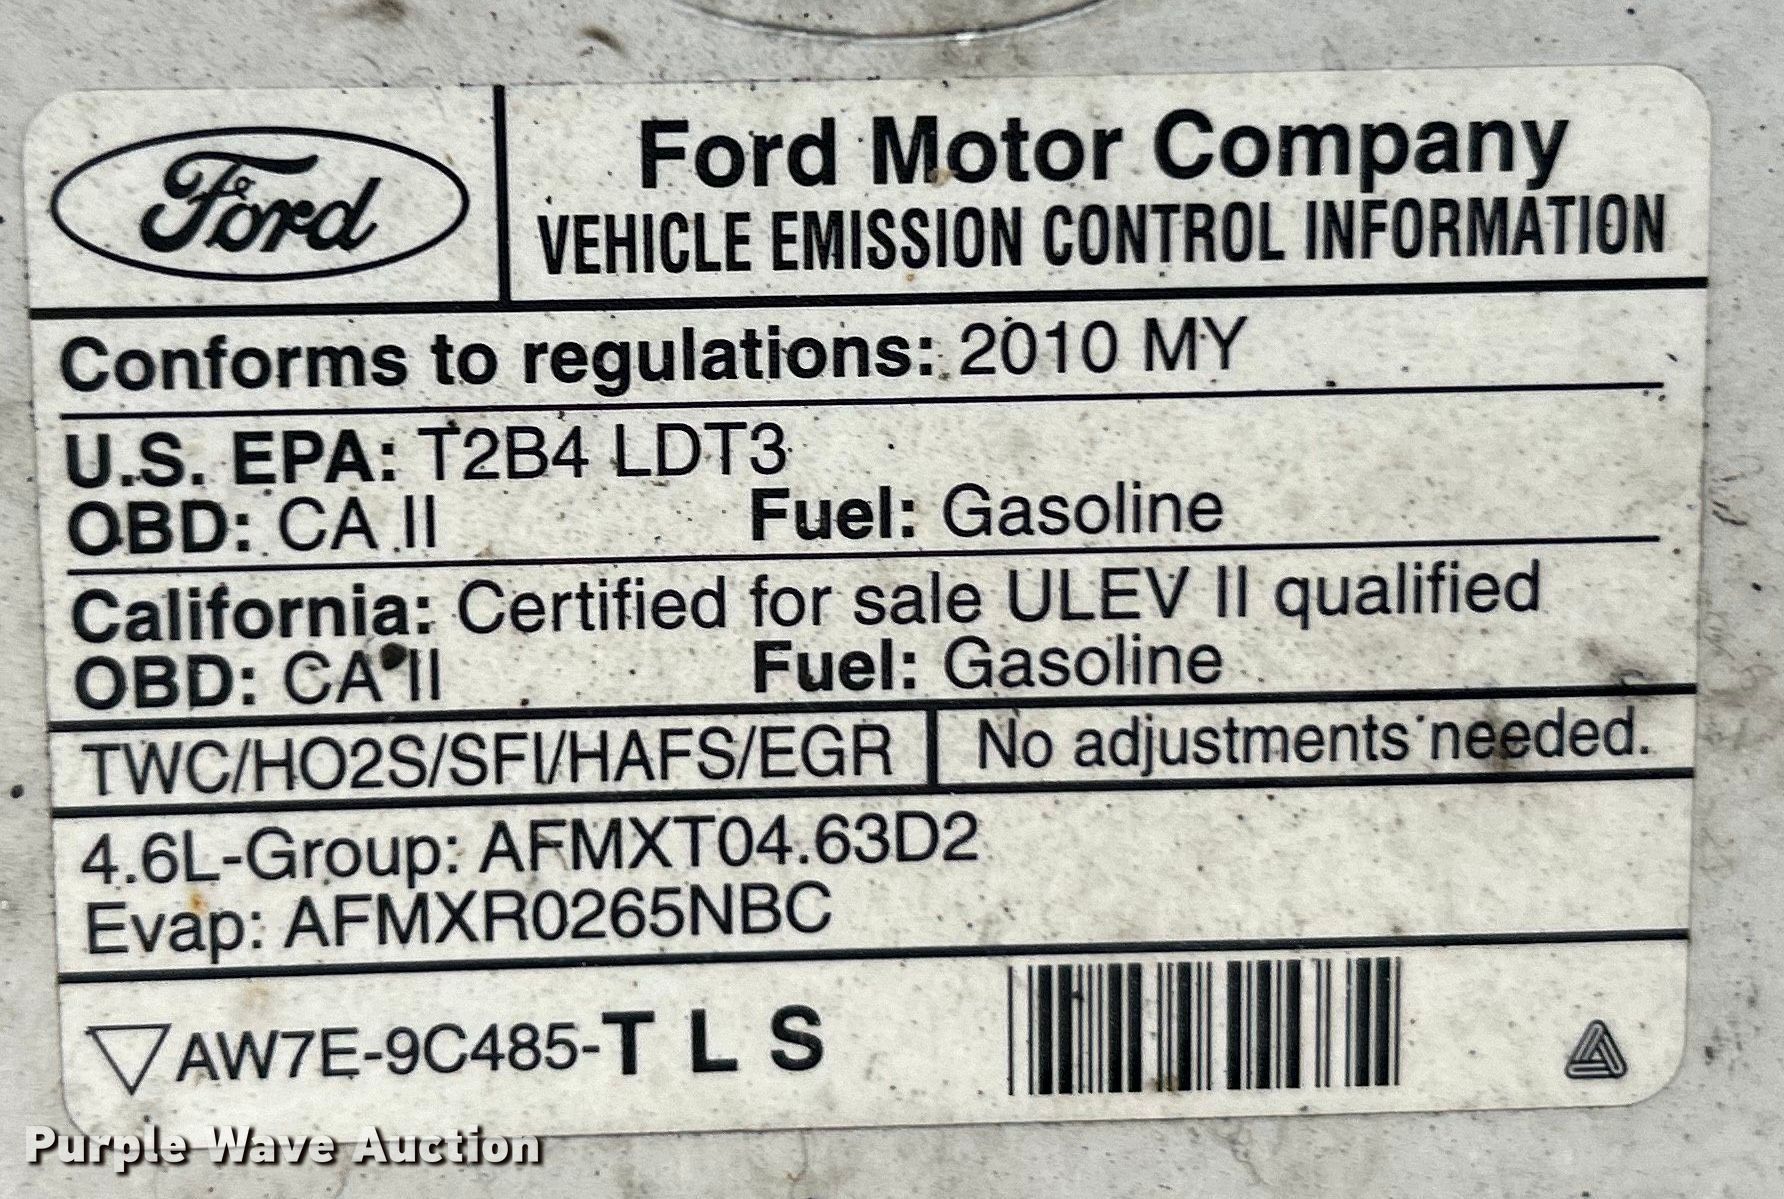 Ford
Ford Motor Company
VEHICLE EMISSION CONTROL INFORMATION
Conforms to regulations: 2010 MY
U.S. EPA: T2B4 LDT3
OBD: CA II Fuel: Gasoline
California: Certified for sale ULEV II qualified
OBD: CA II Fuel: Gasoline
TWC/HO2S/SFI/HAFS/EGR No adjustments needed.
4.6L-Group: AFMXT04.63D2
Evap: AFMXR0265NBC
AW7E-9C485-T L S
Purple Wave Auction